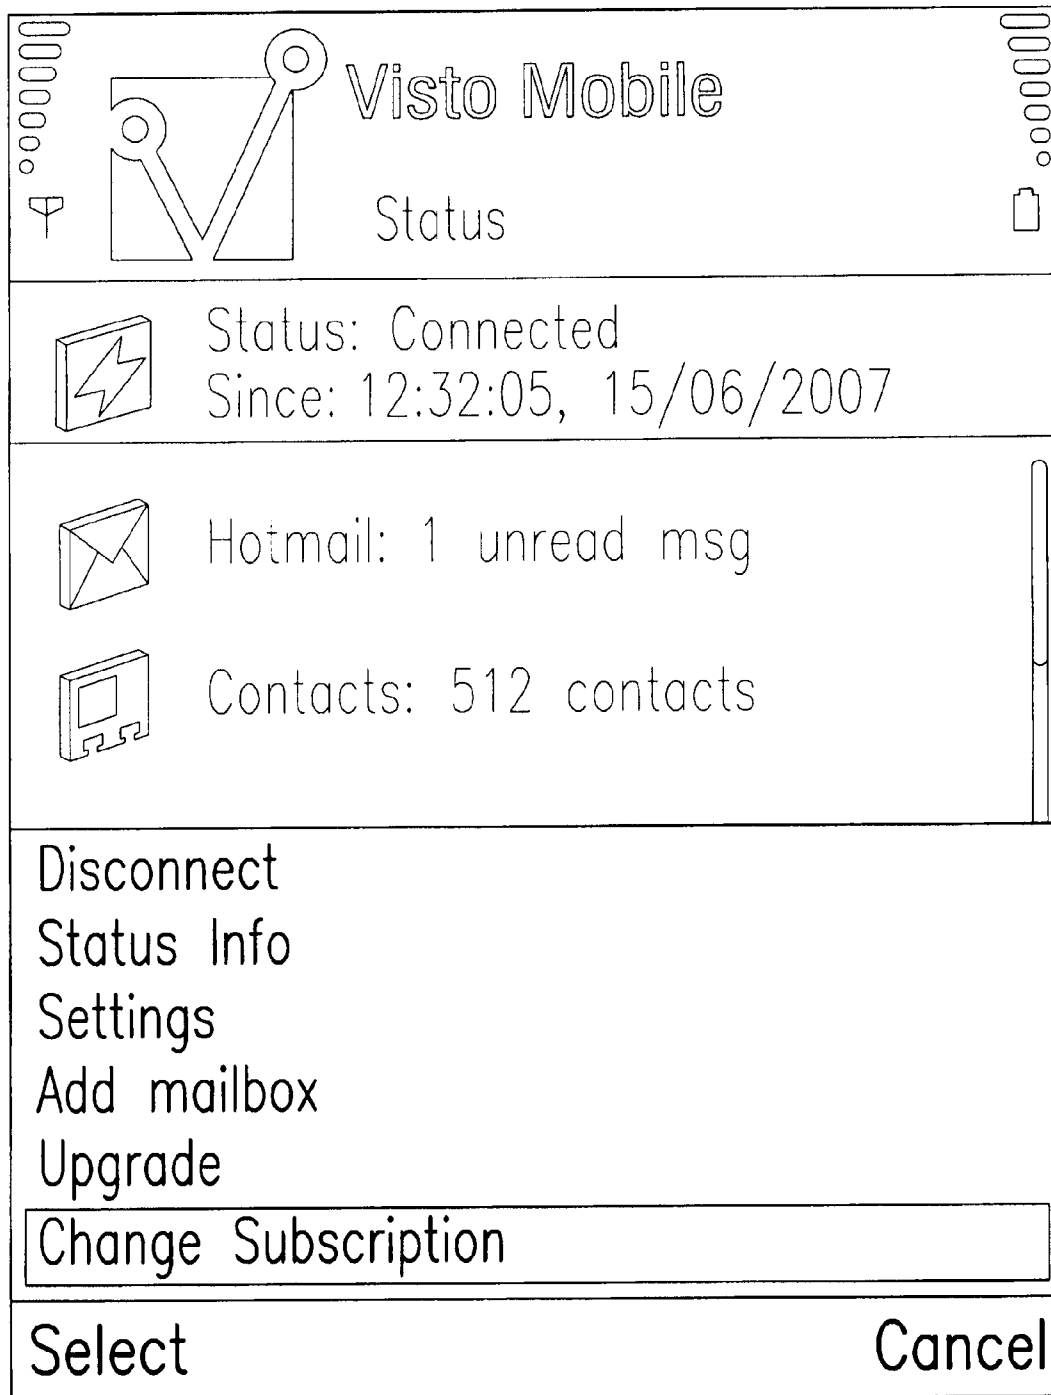 Visto Mobile
Status
Status: Connected
Since: 12:32:05, 15/06/2007
Hotmail: 1 unread msg
Contacts: 512 contacts
Disconnect
Status Info
Settings
Add mailbox
Upgrade
Change Subscription
Select Cancel